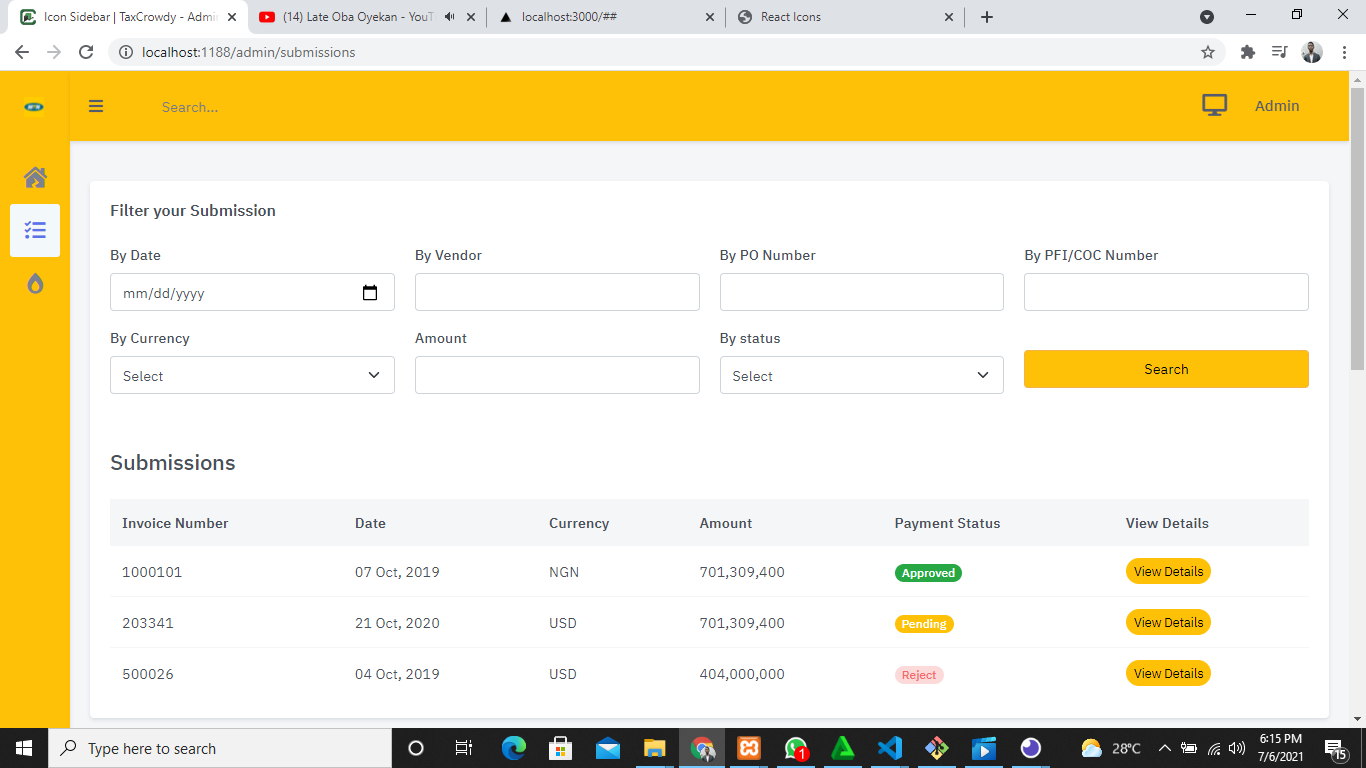 Icon Sidebar | TaxCrowdy - Admin
(14) Late Oba Oyekan - YouT
localhost:3000/##
React Icons
localhost:1188/admin/submissions
Search...
Admin
Filter your Submission
By Date
By Vendor
By PO Number
By PFI/COC Number
mm/dd/yyyy
By Currency
Amount
By status
Select
Select
Search
Submissions
Invoice Number Date Currency Amount Payment Status View Details
1000101 07 Oct, 2019 NGN 701,309,400 Approved View Details
203341 21 Oct, 2020 USD 701,309,400 Pending View Details
500026 04 Oct, 2019 USD 404,000,000 Reject View Details
Type here to search
1
28°C
6:15 PM
7/6/2021
15